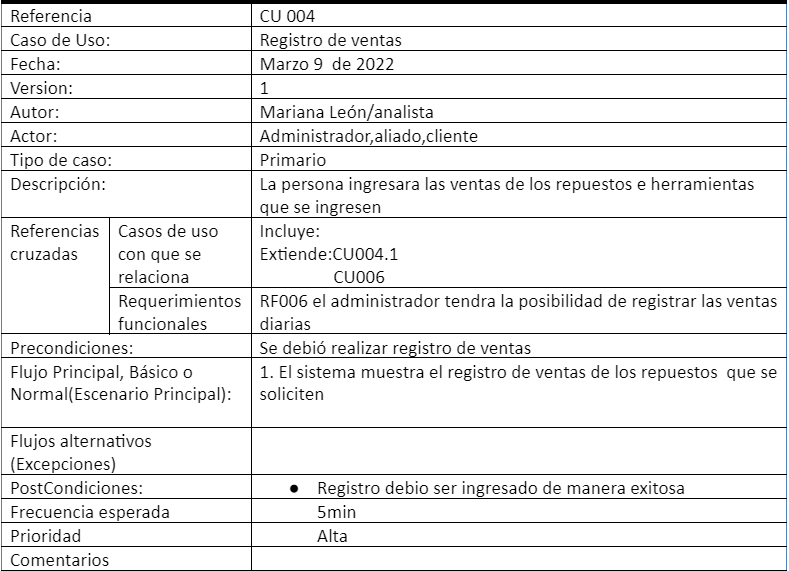 Referencia CU 004
Caso de Uso: Registro de ventas
Fecha: Marzo 9 de 2022
Version: 1
Autor: Mariana León/analista
Actor: Administrador,aliado,cliente
Tipo de caso: Primario
Descripción: La persona ingresara las ventas de los repuestos e herramientas
que se ingresen
Referencias
cruzadas
Casos de uso
con que se
relaciona
Incluye:
Extiende:CU004.1
CU006
Requerimientos
funcionales
RF006 el administrador tendra la posibilidad de registrar las ventas
diarias
Precondiciones: Se debió realizar registro de ventas
Flujo Principal, Básico o
Normal(Escenario Principal):
1. El sistema muestra el registro de ventas de los repuestos que se
soliciten
Flujos alternativos
(Excepciones)
PostCondiciones: ● Registro debio ser ingresado de manera exitosa
Frecuencia esperada 5min
Prioridad Alta
Comentarios